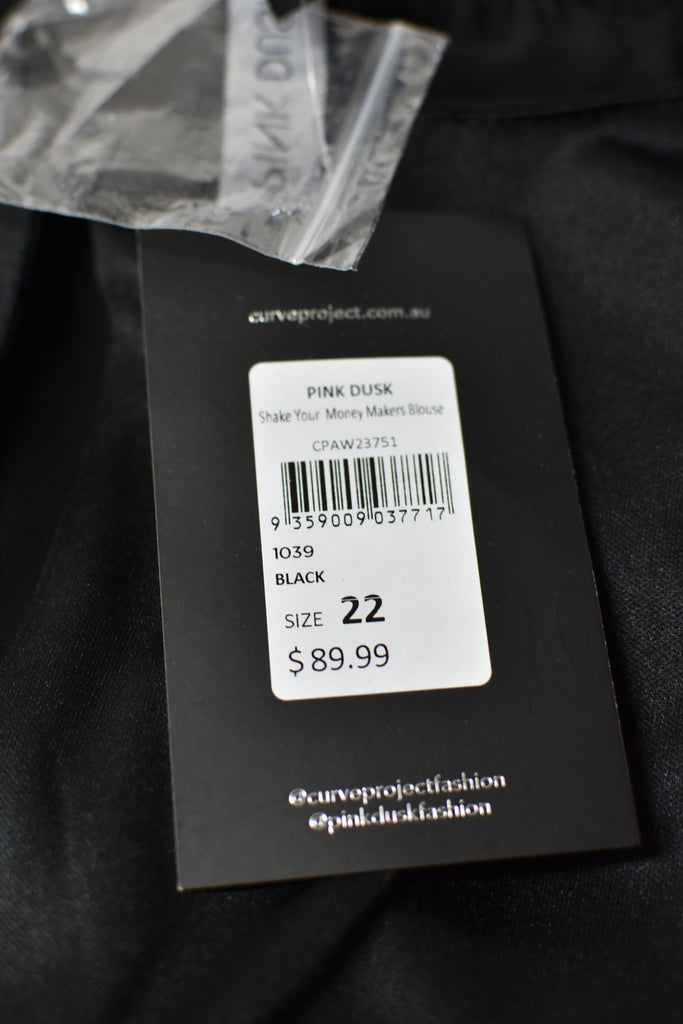 curveproject.com.au
PINK DUSK
Shake Your Money Makers Blouse
CPAW23751
9 359009 037717
1039
BLACK
SIZE 22
$89.99
@curveprojectfashion
@pinkduskfashion